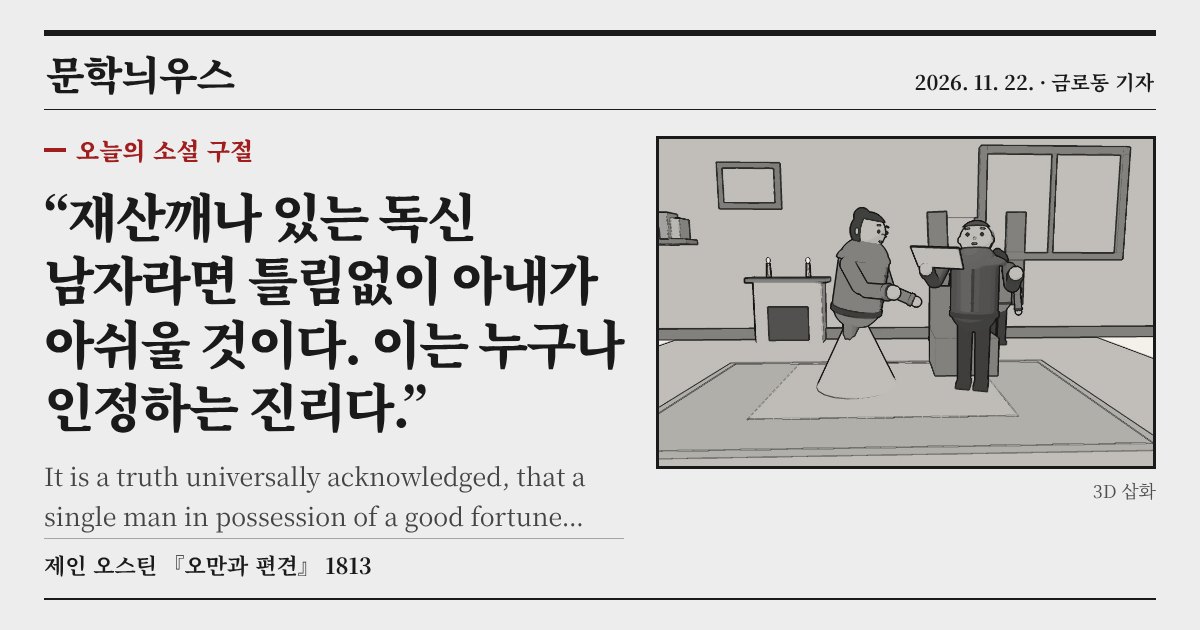 문학늬우스
2026. 11. 22. · 금로동 기자
오늘의 소설 구절
“재산깨나 있는 독신
남자라면 틀림없이 아내가
아쉬울 것이다. 이는 누구나
인정하는 진리다.”
It is a truth universally acknowledged, that a
single man in possession of a good fortune...
제인 오스틴 『오만과 편견』 1813
3D 삽화